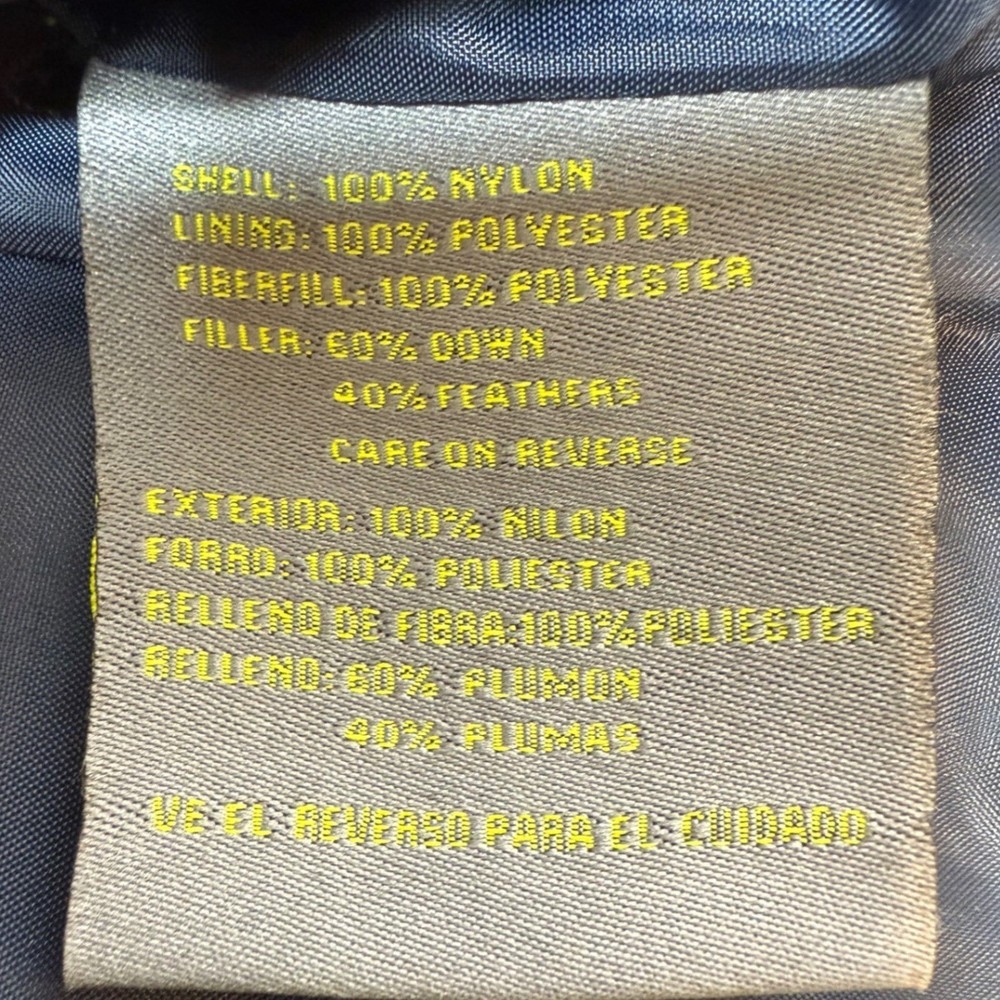 SHELL: 100% NYLON
LINING: 100% POLYESTER
FIBERFILL: 100% POLYESTER
FILLER: 60% DOWN
40% FEATHERS
CARE ON REVERSE
EXTERIOR: 100% NILON
FORRO: 100% POLIESTER
RELLENO DE FIBRA:100% POLIESTER
RELLENO: 60% PLUMON
40% PLUMAS
VE EL REVERSO PARA EL CUIDADO